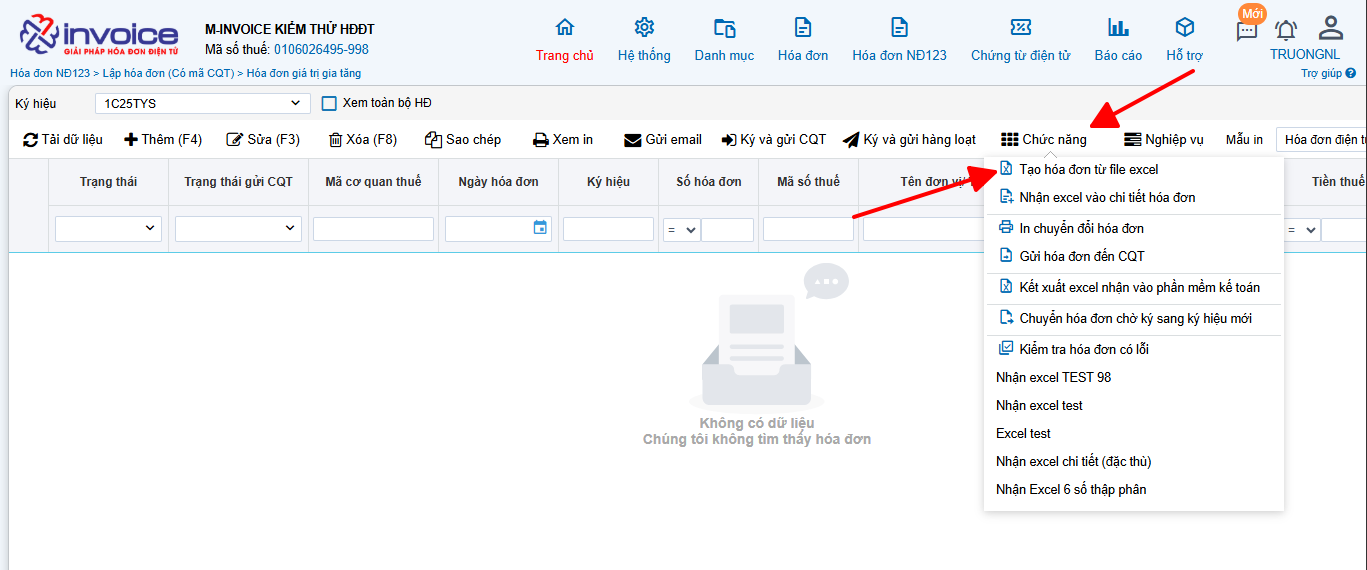 invoice
GIẢI PHÁP HÓA ĐƠN ĐIỆN TỬ
M-INVOICE KIỂM THỬ HĐĐT
Mã số thuế: 0106026495-998
Trang chủ
Hệ thống
Danh mục
Hóa đơn
Hóa đơn NĐ123
Chứng từ điện tử
Báo cáo
Hỗ trợ
Mới
TRUONGNL
Hóa đơn NĐ123 > Lập hóa đơn (Có mã CQT) > Hóa đơn giá trị gia tăng
Trợ giúp ?
Ký hiệu
1C25TYS
Xem toàn bộ HĐ
Tải dữ liệu
Thêm (F4)
Sửa (F3)
Xóa (F8)
Sao chép
Xem in
Gửi email
Ký và gửi CQT
Ký và gửi hàng loạt
Chức năng
Nghiệp vụ
Mẫu in
Hóa đơn điện
Trạng thái
Trạng thái gửi CQT
Mã cơ quan thuế
Ngày hóa đơn
Ký hiệu
Số hóa đơn
Mã số thuế
Tên đơn vị
Tiền thuế
=
=
Tạo hóa đơn từ file excel
Nhận excel vào chi tiết hóa đơn
In chuyển đổi hóa đơn
Gửi hóa đơn đến CQT
Kết xuất excel nhận vào phần mềm kế toán
Chuyển hóa đơn chờ ký sang ký hiệu mới
Kiểm tra hóa đơn có lỗi
Nhận excel TEST 98
Nhận excel test
Excel test
Nhận excel chi tiết (đặc thù)
Nhận Excel 6 số thập phân
Không có dữ liệu
Chúng tôi không tìm thấy hóa đơn